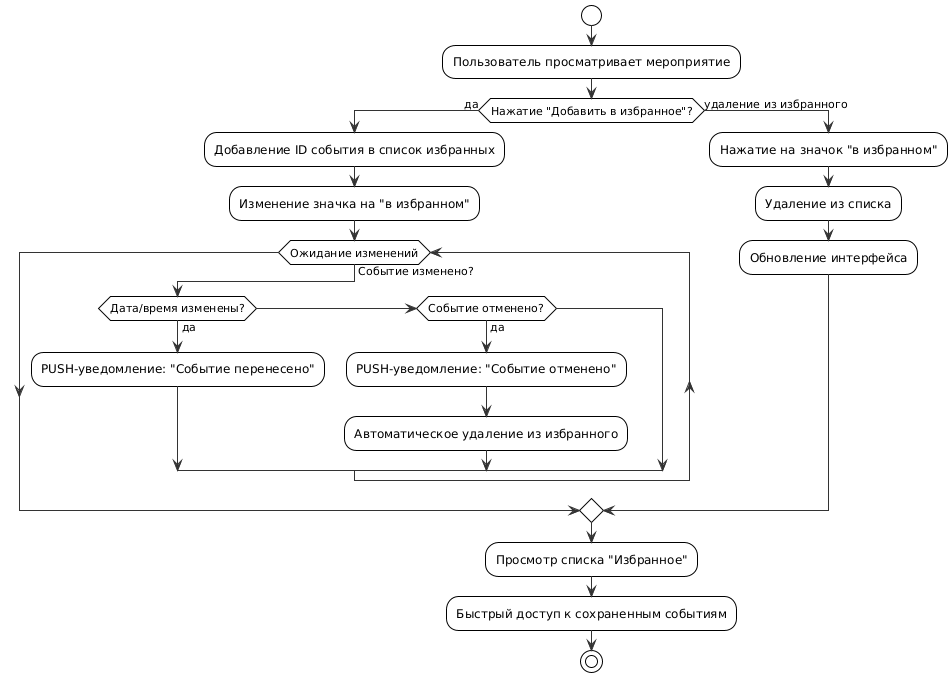 Пользователь просматривает мероприятие
да
Нажатие "Добавить в избранное"?
удаление из избранного
Добавление ID события в список избранных
Нажатие на значок "в избранном"
Изменение значка на "в избранном"
Удаление из списка
Ожидание изменений
Обновление интерфейса
Событие изменено?
Дата/время изменены?
Событие отменено?
да
да
PUSH-уведомление: "Событие перенесено"
PUSH-уведомление: "Событие отменено"
Автоматическое удаление из избранного
Просмотр списка "Избранное"
Быстрый доступ к сохраненным событиям